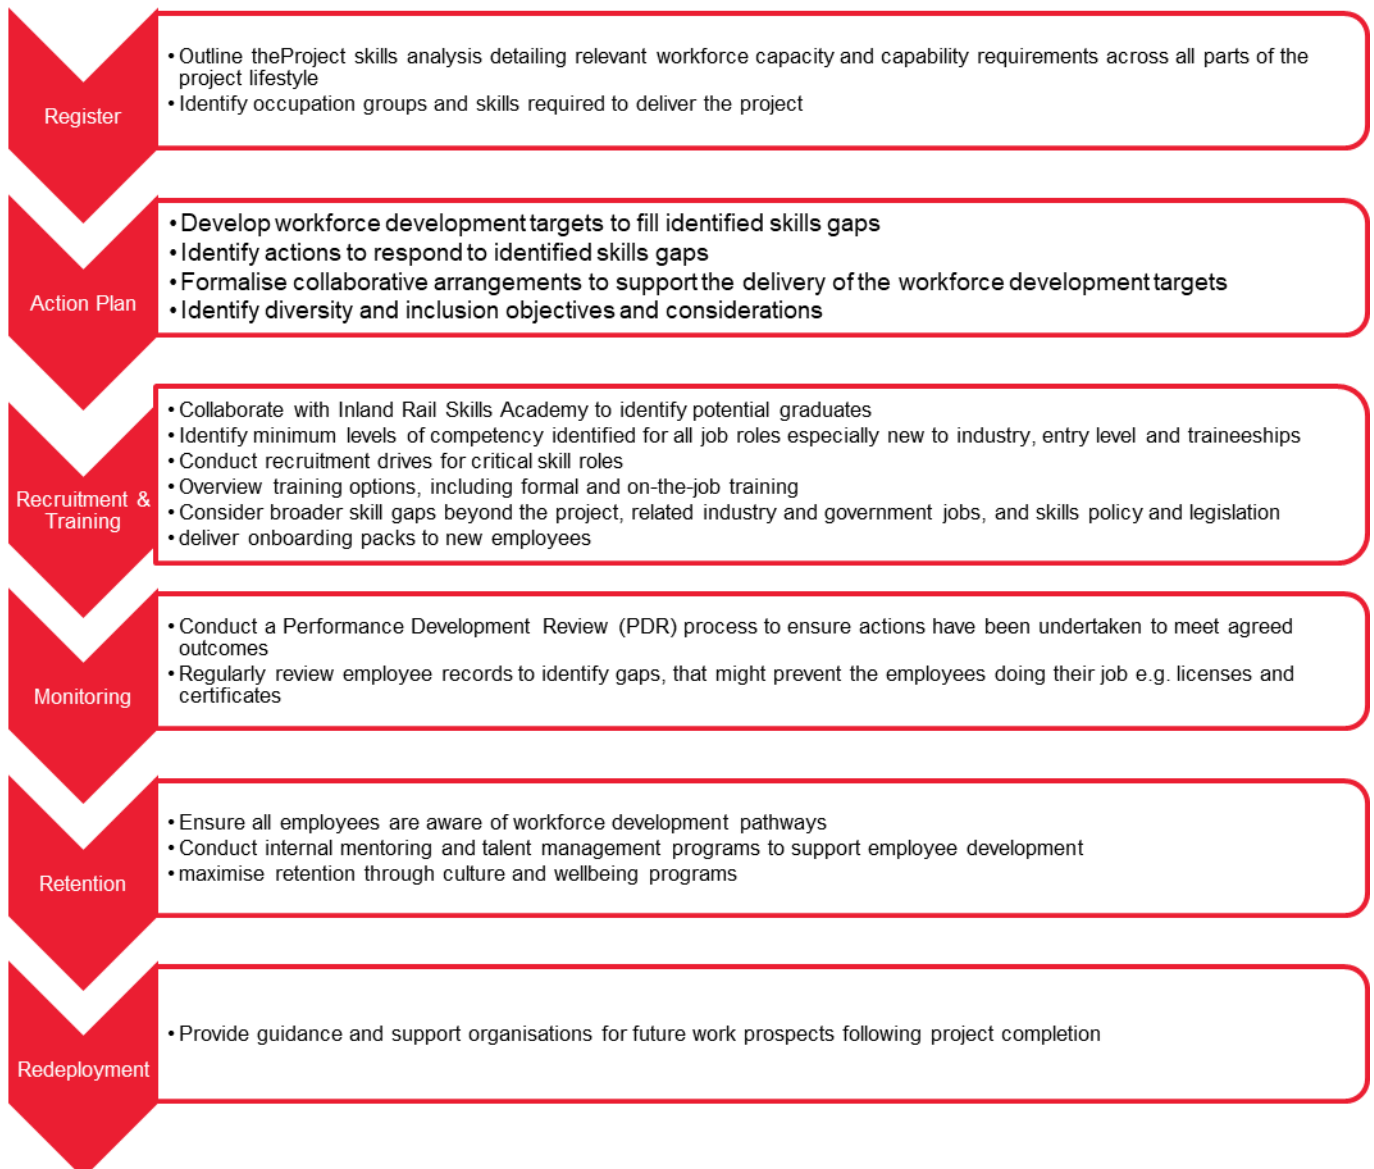 Register
• Outline theProject skills analysis detailing relevant workforce capacity and capability requirements across all parts of the
project lifestyle
• Identify occupation groups and skills required to deliver the project
Action Plan
• Develop workforce development targets to fill identified skills gaps
• Identify actions to respond to identified skills gaps
• Formalise collaborative arrangements to support the delivery of the workforce development targets
• Identify diversity and inclusion objectives and considerations
Recruitment &
Training
• Collaborate with Inland Rail Skills Academy to identify potential graduates
• Identify minimum levels of competency identified for all job roles especially new to industry, entry level and traineeships
• Conduct recruitment drives for critical skill roles
• Overview training options, including formal and on-the-job training
• Consider broader skill gaps beyond the project, related industry and government jobs, and skills policy and legislation
• deliver onboarding packs to new employees
Monitoring
• Conduct a Performance Development Review (PDR) process to ensure actions have been undertaken to meet agreed
outcomes
• Regularly review employee records to identify gaps, that might prevent the employees doing their job e.g. licenses and
certificates
Retention
• Ensure all employees are aware of workforce development pathways
• Conduct internal mentoring and talent management programs to support employee development
• maximise retention through culture and wellbeing programs
Redeployment
• Provide guidance and support organisations for future work prospects following project completion